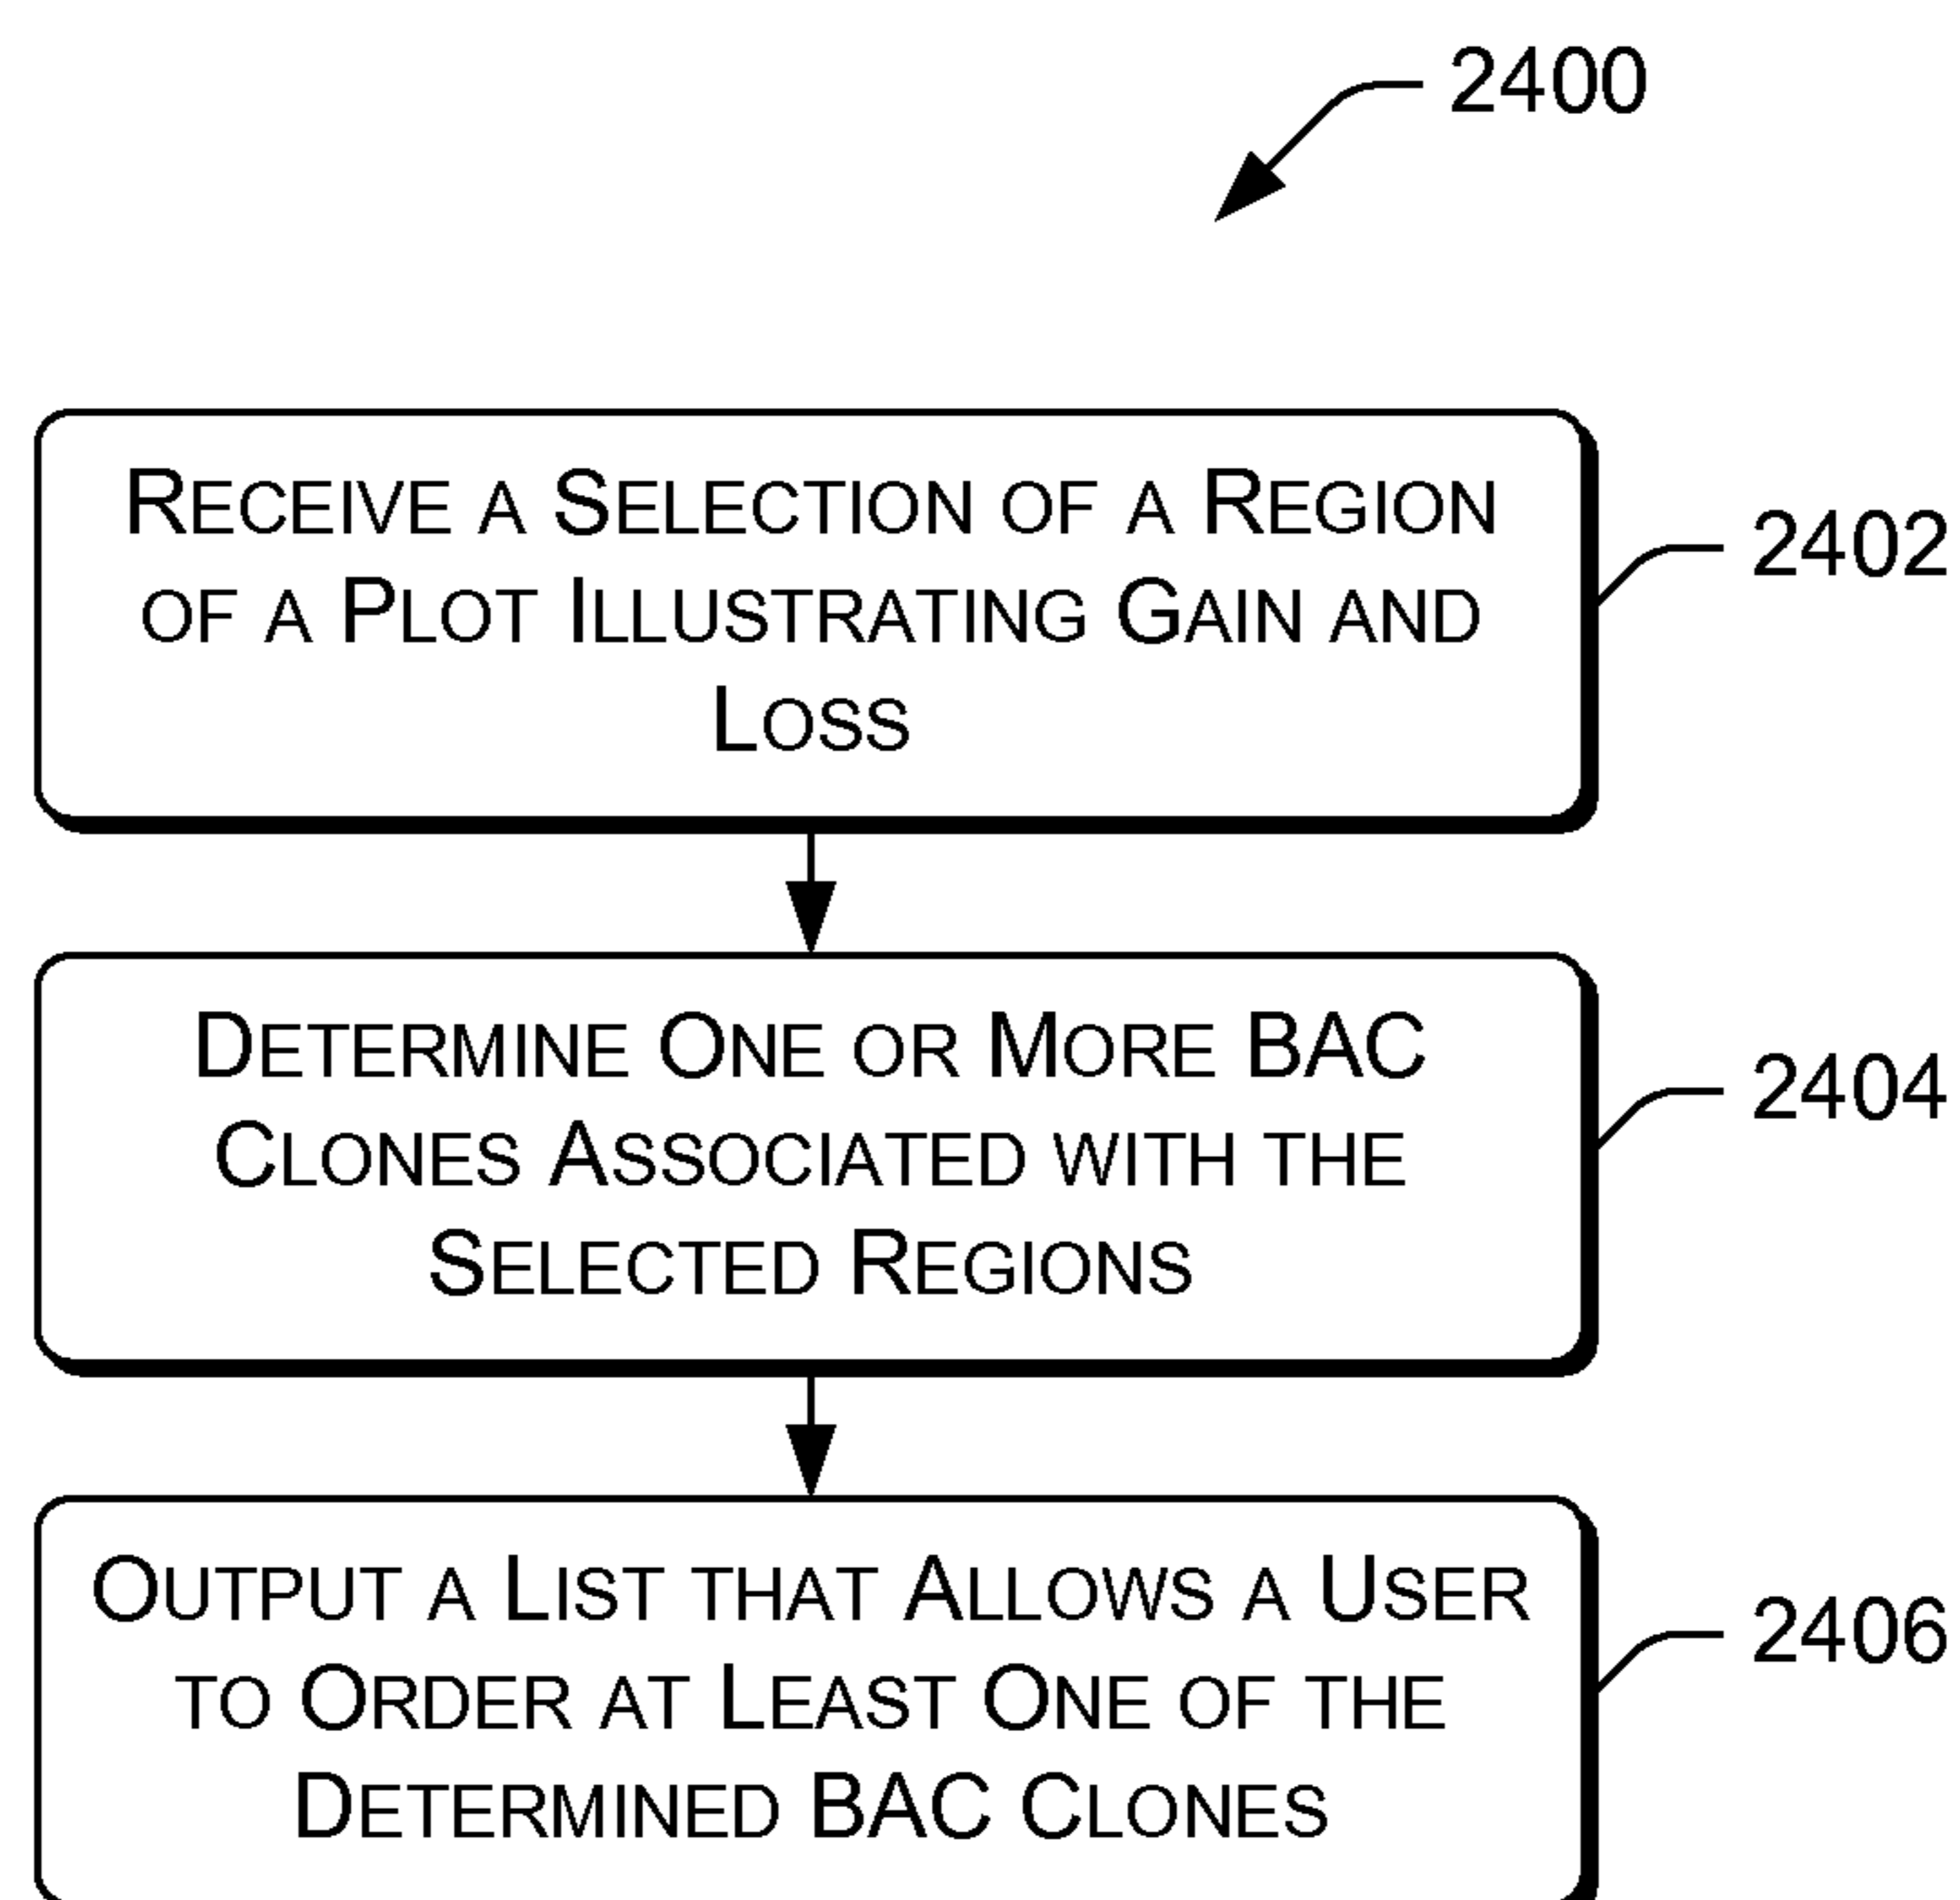 2400
RECEIVE A SELECTION OF A REGION
OF A PLOT ILLUSTRATING GAIN AND
LOSS
2402
DETERMINE ONE OR MORE BAC
CLONES ASSOCIATED WITH THE
SELECTED REGIONS
2404
OUTPUT A LIST THAT ALLOWS A USER
TO ORDER AT LEAST ONE OF THE
DETERMINED BAC CLONES
2406